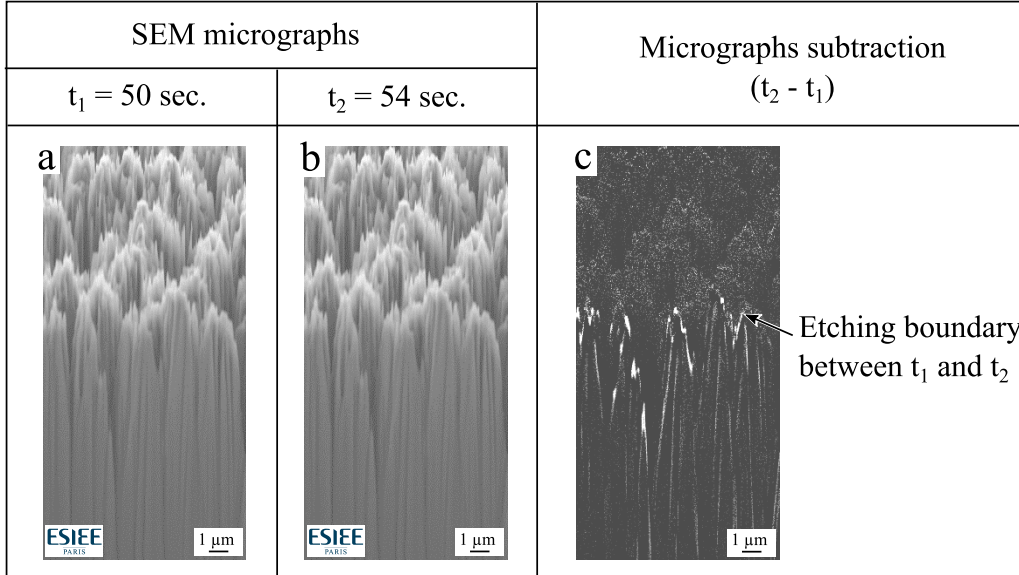 SEM micrographs
Micrographs subtraction
(t₂ - t₁)
t₁ = 50 sec.
t₂ = 54 sec.
a
b
c
Etching boundary
between t₁ and t₂
ESIEE
PARIS
1 µm
ESIEE
PARIS
1 µm
1 µm